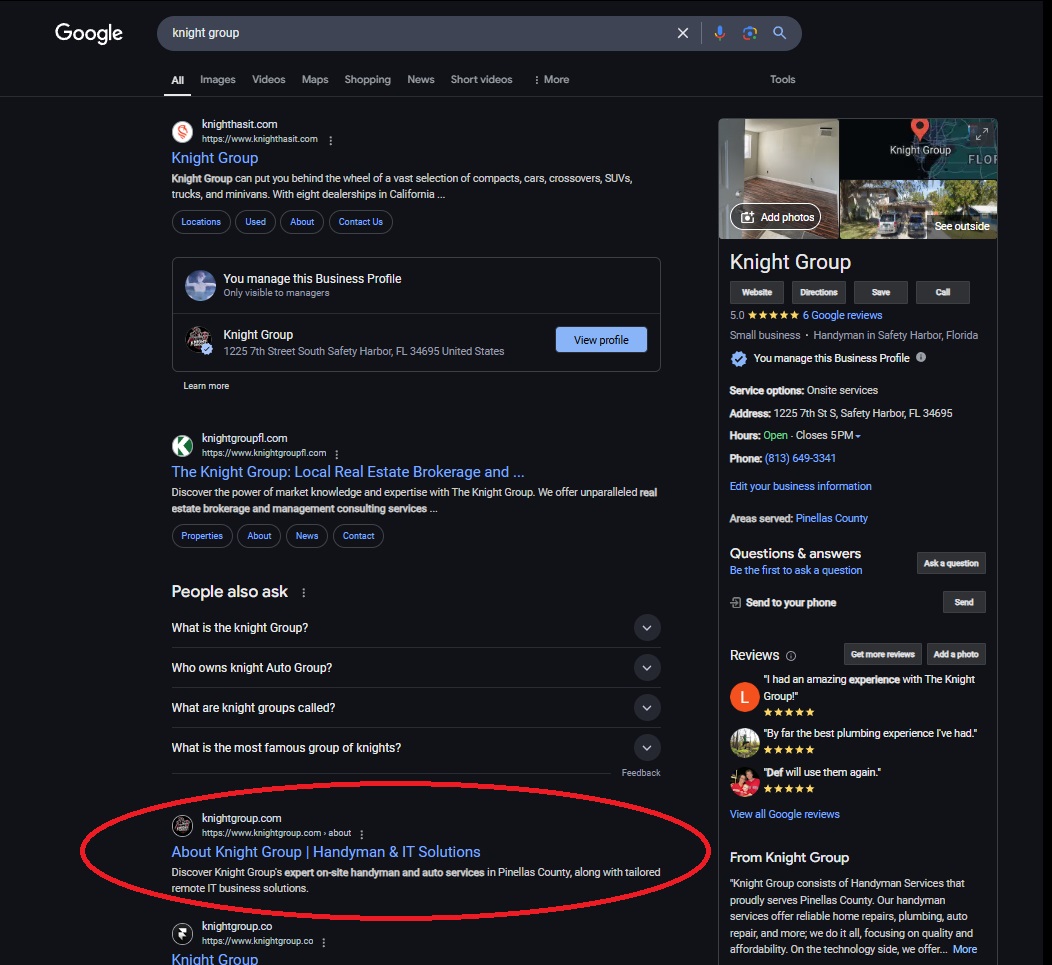 Google
knight group
All
Images
Videos
Maps
Shopping
News
Short videos
More
Tools
knighthasit.com
https://www.knighthasit.com
Knight Group
Knight Group can put you behind the wheel of a vast selection of compacts, cars, crossovers, SUVs,
trucks, and minivans. With eight dealerships in California ...
Locations
Used
About
Contact Us
You manage this Business Profile
Only visible to managers
Knight Group
1225 7th Street South Safety Harbor, FL 34695 United States
View profile
Learn more
knightgroupfl.com
https://www.knightgroupfl.com
The Knight Group: Local Real Estate Brokerage and ...
Discover the power of market knowledge and expertise with The Knight Group. We offer unparalleled real
estate brokerage and management consulting services ...
Properties
About
News
Contact
People also ask
What is the knight Group?
Who owns knight Auto Group?
What are knight groups called?
What is the most famous group of knights?
Feedback
knightgroup.com
https://www.knightgroup.com › about
About Knight Group | Handyman & IT Solutions
Discover Knight Group's expert on-site handyman and auto services in Pinellas County, along with tailored
remote IT business solutions.
knightgroup.co
https://www.knightgroup.co
Knight Group
Knight Group
FLOR
Add photos
See outside
Knight Group
Website
Directions
Save
Call
5.0 ★★★★★ 6 Google reviews
Small business · Handyman in Safety Harbor, Florida
You manage this Business Profile
Service options: Onsite services
Address: 1225 7th St S, Safety Harbor, FL 34695
Hours: Open · Closes 5 PM
Phone: (813) 649-3341
Edit your business information
Areas served: Pinellas County
Questions & answers
Be the first to ask a question
Ask a question
Send to your phone
Send
Reviews
Get more reviews
Add a photo
L
"I had an amazing experience with The Knight
Group!"
"By far the best plumbing experience I've had."
"Def will use them again."
View all Google reviews
From Knight Group
"Knight Group consists of Handyman Services that
proudly serves Pinellas County. Our handyman
services offer reliable home repairs, plumbing, auto
repair, and more; we do it all, focusing on quality and
affordability. On the technology side, we offer... More